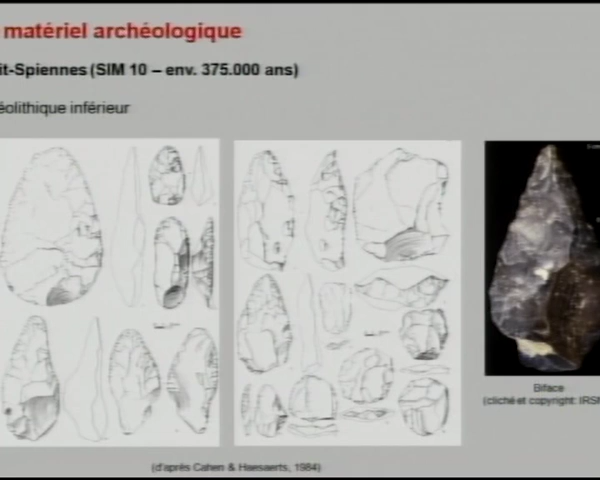 matériel archéologique
it-Spiennes (SIM 10 – env. 375.000 ans)
éolithique inférieur
Biface
(cliché et copyright: IRSN
(d'après Cahen & Haesaerts, 1984)